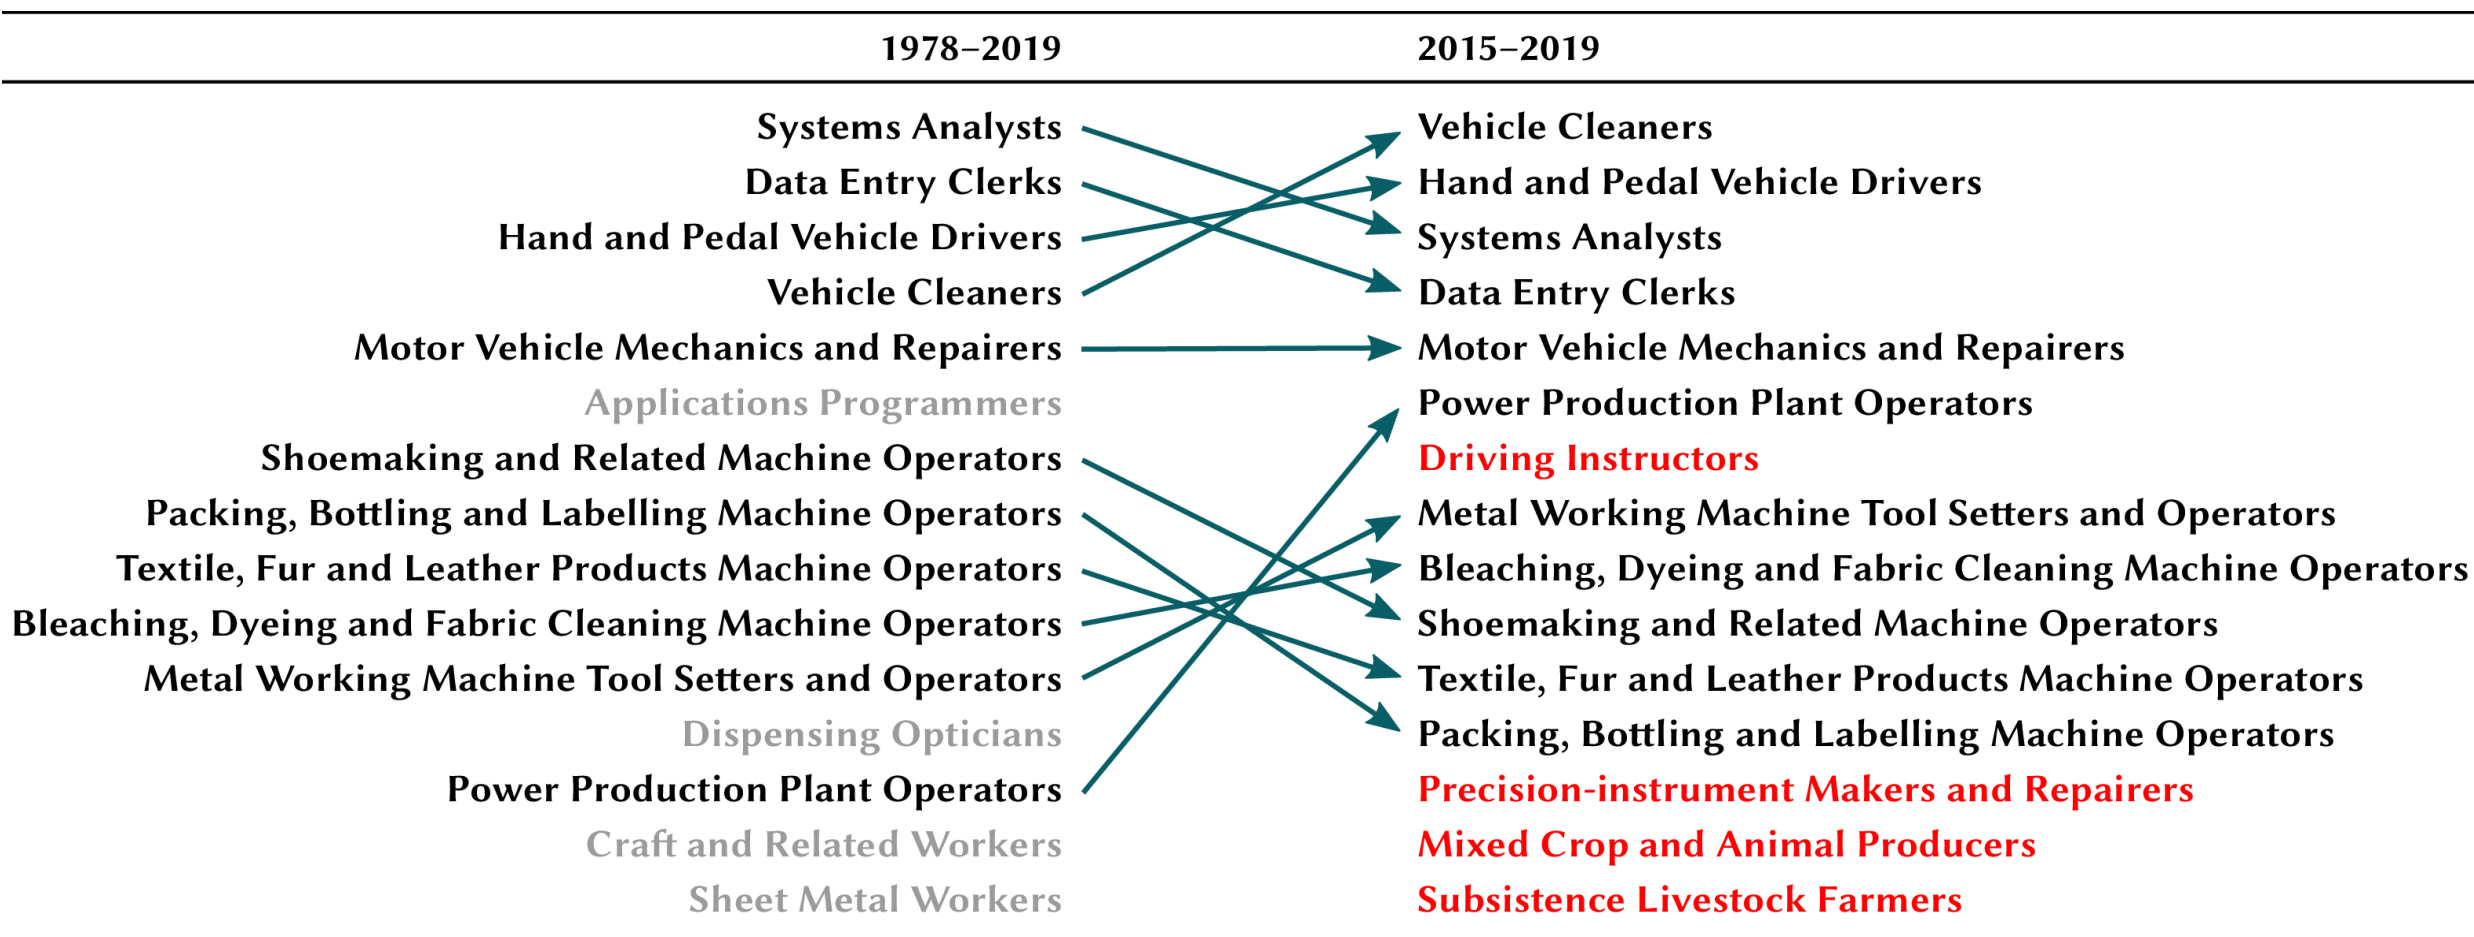 1978–2019 2015–2019
Systems Analysts Vehicle Cleaners
Data Entry Clerks Hand and Pedal Vehicle Drivers
Hand and Pedal Vehicle Drivers Systems Analysts
Vehicle Cleaners Data Entry Clerks
Motor Vehicle Mechanics and Repairers Motor Vehicle Mechanics and Repairers
Applications Programmers Power Production Plant Operators
Shoemaking and Related Machine Operators Driving Instructors
Packing, Bottling and Labelling Machine Operators Metal Working Machine Tool Setters and Operators
Textile, Fur and Leather Products Machine Operators Bleaching, Dyeing and Fabric Cleaning Machine Operators
Bleaching, Dyeing and Fabric Cleaning Machine Operators Shoemaking and Related Machine Operators
Metal Working Machine Tool Setters and Operators Textile, Fur and Leather Products Machine Operators
Dispensing Opticians Packing, Bottling and Labelling Machine Operators
Power Production Plant Operators Precision-instrument Makers and Repairers
Craft and Related Workers Mixed Crop and Animal Producers
Sheet Metal Workers Subsistence Livestock Farmers